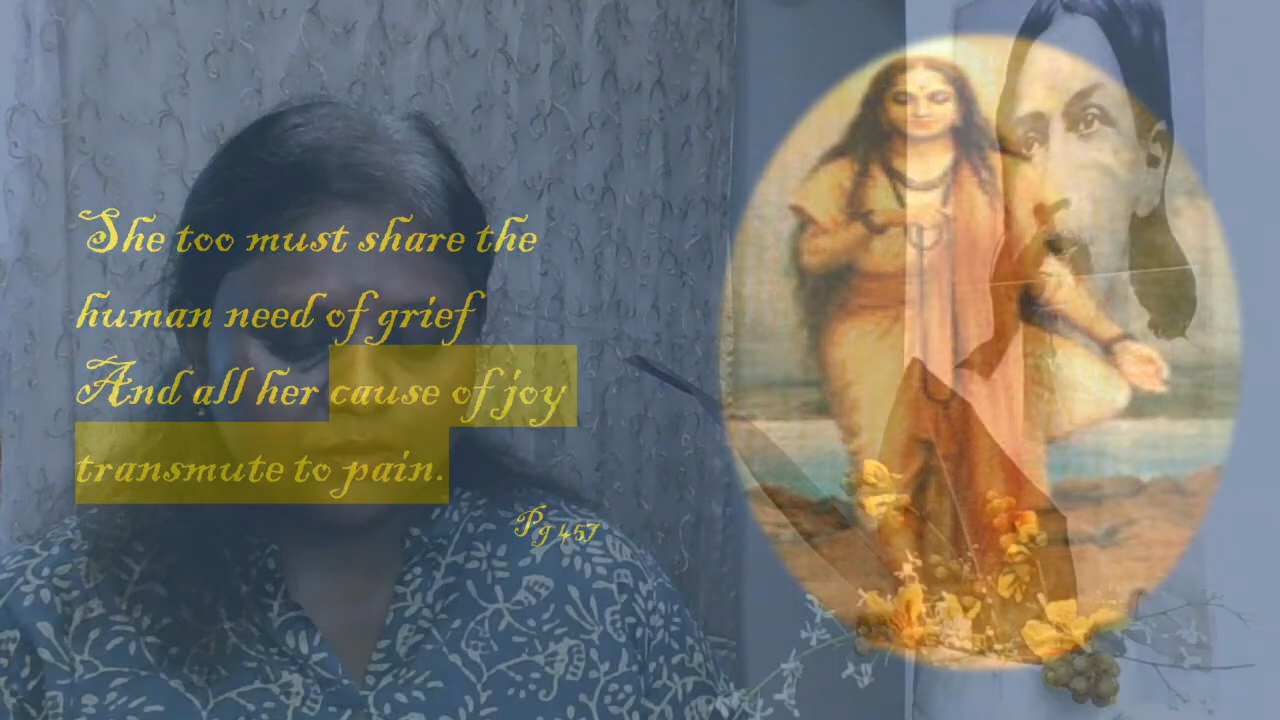 She too must share the
human need of grief
And all her cause of joy
transmute to pain.
Pg 457